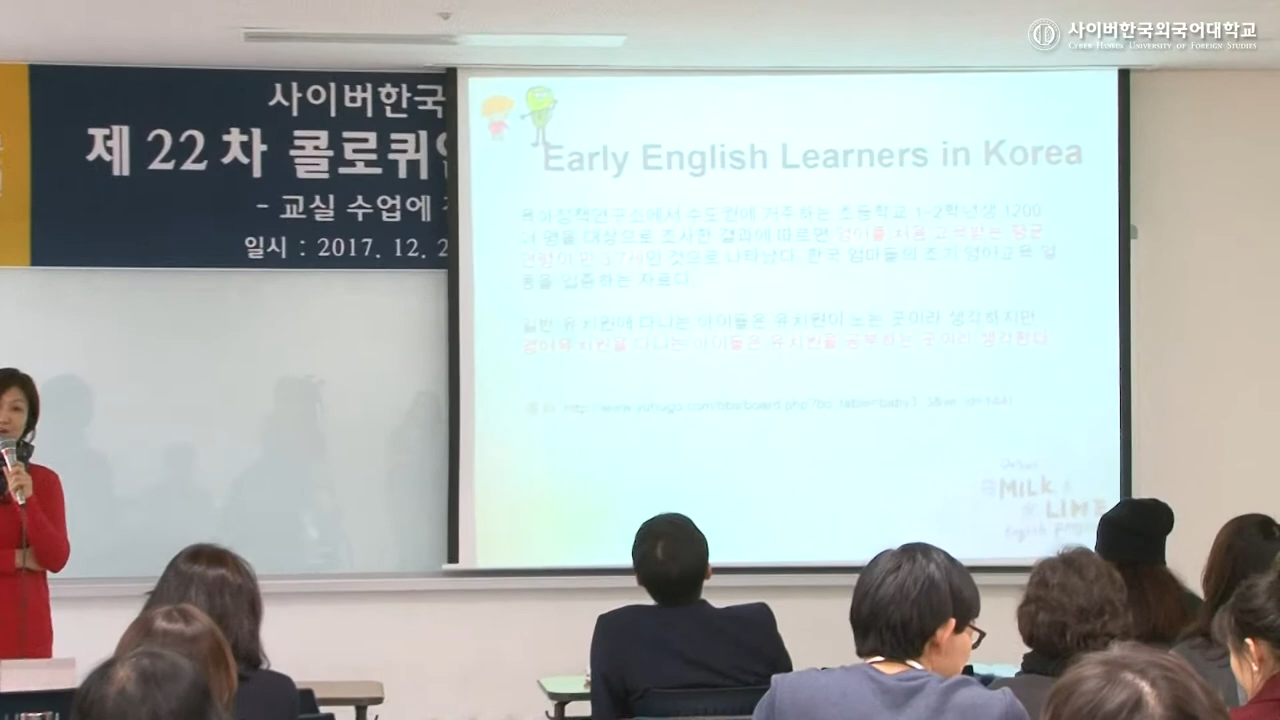 사이버한국외국어대학교
CYBER HANKUK UNIVERSITY OF FOREIGN STUDIES
사이버한국
제 22차 콜로퀴
- 교실 수업에
일시 : 2017. 12. 2
Early English Learners in Korea
육아정책연구소에서 수도권에 거주하는 초등학교 1~2학년생 1200
여 명을 대상으로 조사한 결과에 따르면 영어를 처음 교육받는 평균
연령이 만 3.7세인 것으로 나타났다. 한국 엄마들의 조기 영어교육 열
풍을 입증하는 자료다.
일반 유치원에 다니는 아이들은 유치원이 노는 곳이라 생각하지만
영어유치원을 다니는 아이들은 유치원을 공부하는 곳이라 생각한다.
MILK
LIME
English